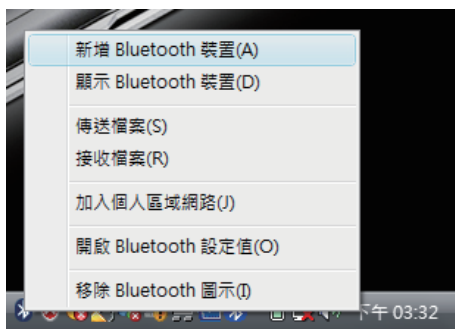 新增 Bluetooth 裝置(A)
顯示 Bluetooth 裝置(D)
傳送檔案(S)
接收檔案(R)
加入個人區域網路(J)
開啟 Bluetooth 設定值(O)
移除 Bluetooth 圖示(I)
下午 03:32